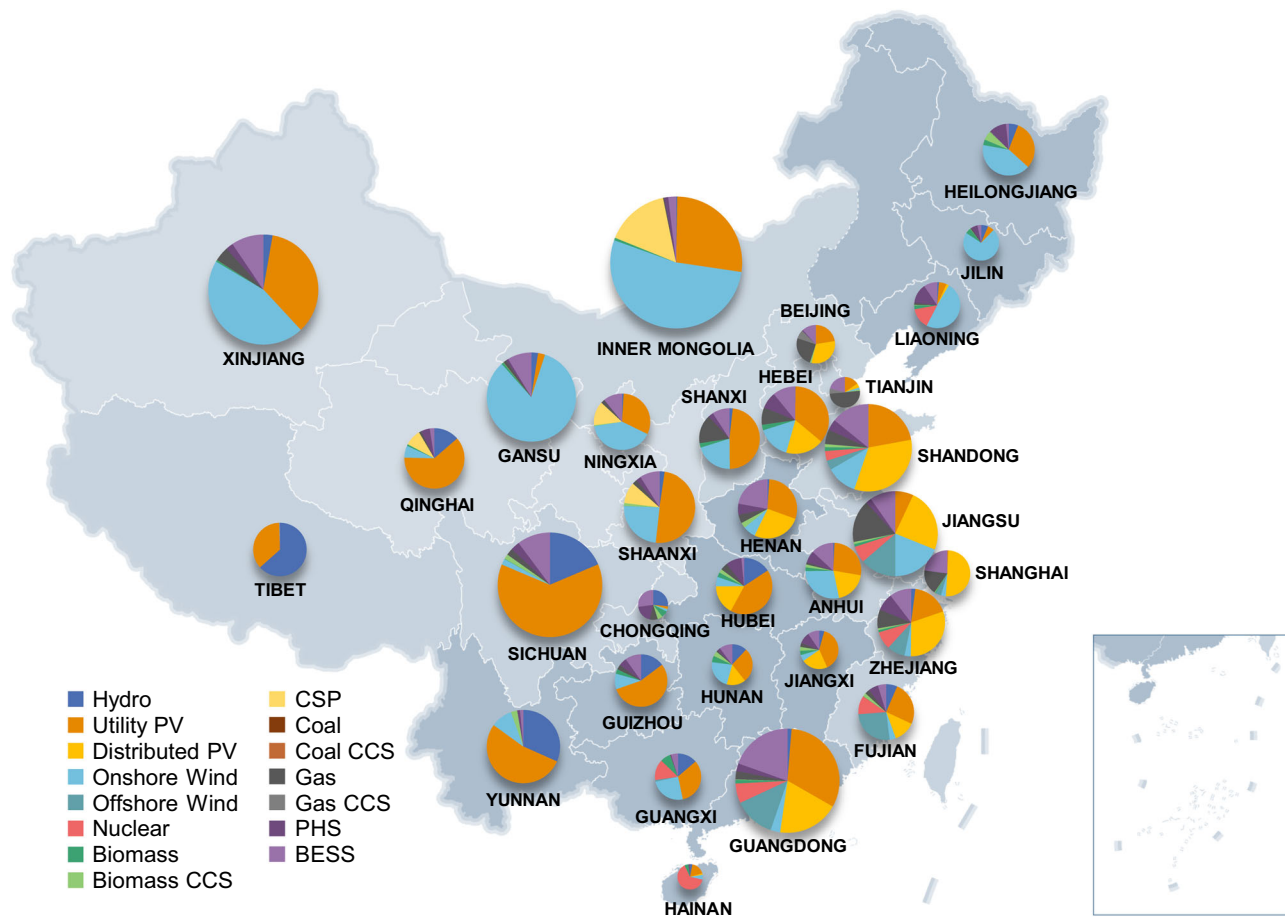 HEILONGJIANG
JILIN
BEIJING
LIAONING
XINJIANG
INNER MONGOLIA
HEBEI
TIANJIN
SHANXI
GANSU
NINGXIA
SHANDONG
QINGHAI
JIANGSU
HENAN
SHAANXI
SHANGHAI
TIBET
ANHUI
HUBEI
CHONGQING
SICHUAN
ZHEJIANG
JIANGXI
HUNAN
GUIZHOU
FUJIAN
YUNNAN
GUANGXI
GUANGDONG
HAINAN
Hydro
Utility PV
Distributed PV
Onshore Wind
Offshore Wind
Nuclear
Biomass
Biomass CCS
CSP
Coal
Coal CCS
Gas
Gas CCS
PHS
BESS